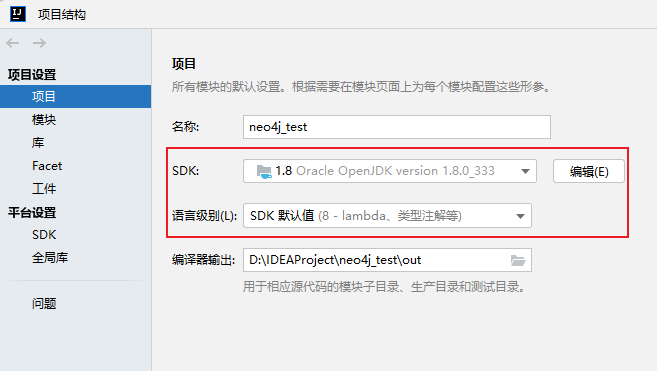 项目结构
项目设置
项目
模块
库
Facet
工件
平台设置
SDK
全局库
问题
项目
所有模块的默认设置。根据需要在模块页面上为每个模块配置这些形参。
名称: neo4j_test
SDK: 1.8 Oracle OpenJDK version 1.8.0_333 编辑(E)
语言级别(L): SDK 默认值 (8 - lambda、类型注解等)
编译器输出: D:\IDEAProject\neo4j_test\out
用于相应源代码的模块子目录、生产目录和测试目录。